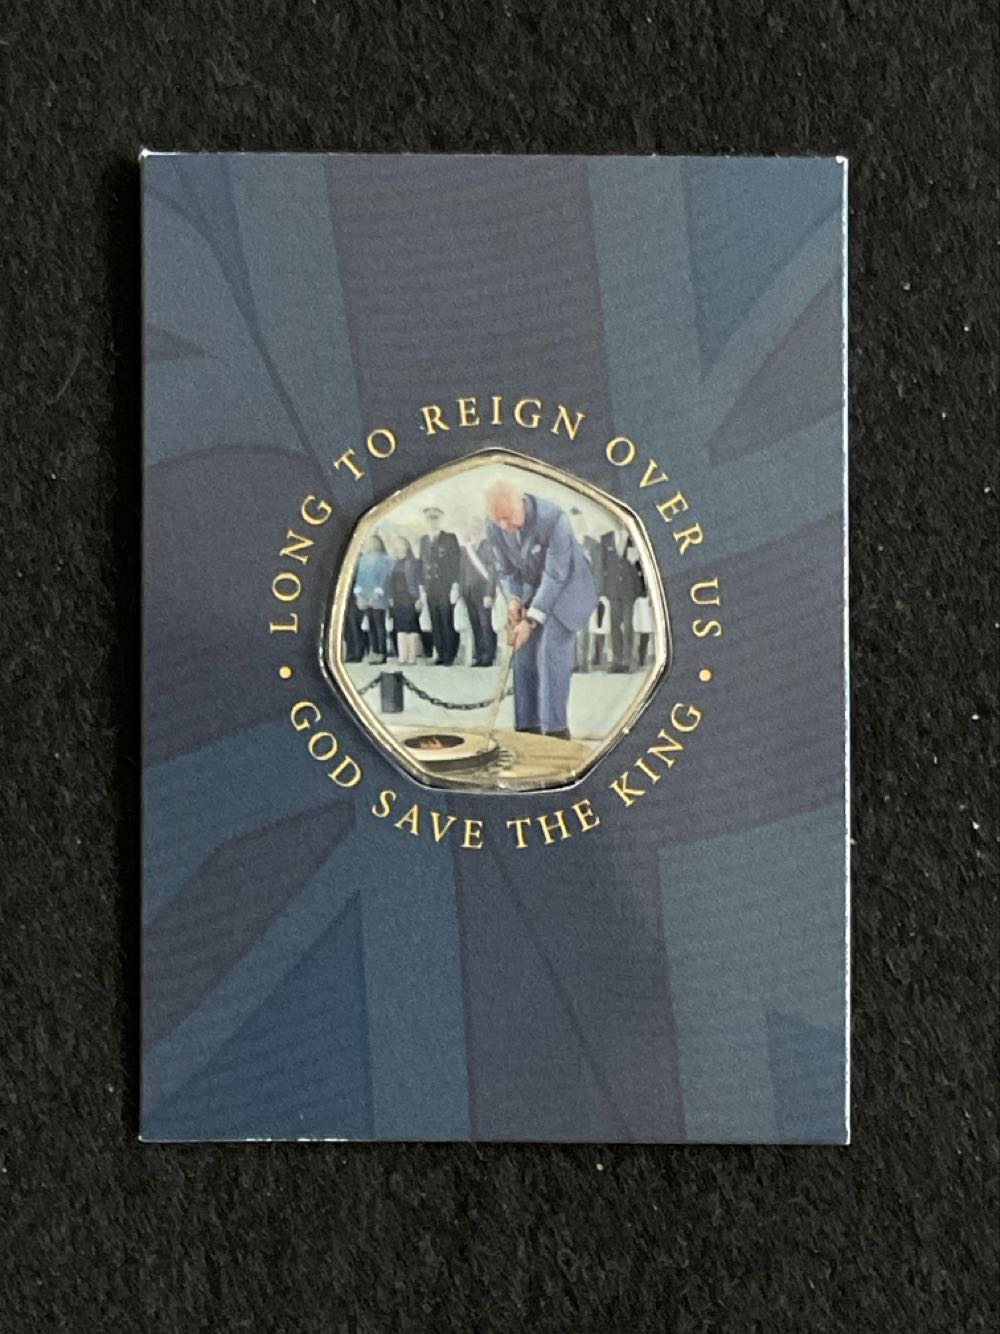 · LONG TO REIGN OVER US ·
GOD SAVE THE KING